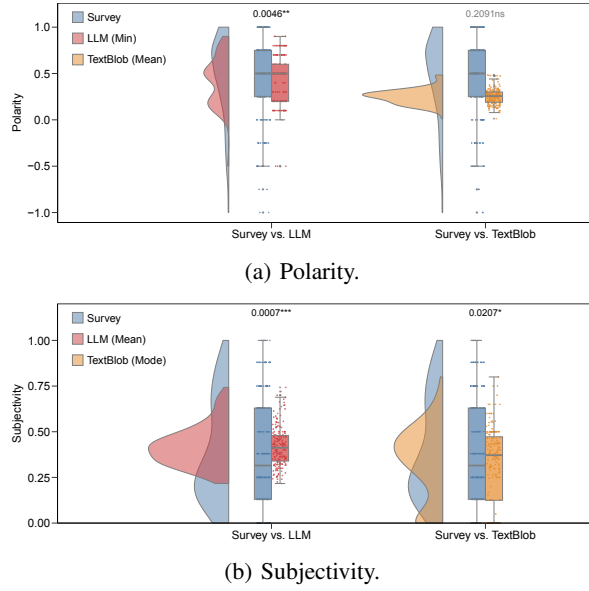 Survey
LLM (Min)
TextBlob (Mean)
0.0046**
0.2091ns
Polarity
1.0
0.5
0.0
−0.5
−1.0
Survey vs. LLM
Survey vs. TextBlob
(a) Polarity.
Survey
LLM (Mean)
TextBlob (Mode)
0.0007***
0.0207*
Subjectivity
1.00
0.75
0.50
0.25
0.00
Survey vs. LLM
Survey vs. TextBlob
(b) Subjectivity.